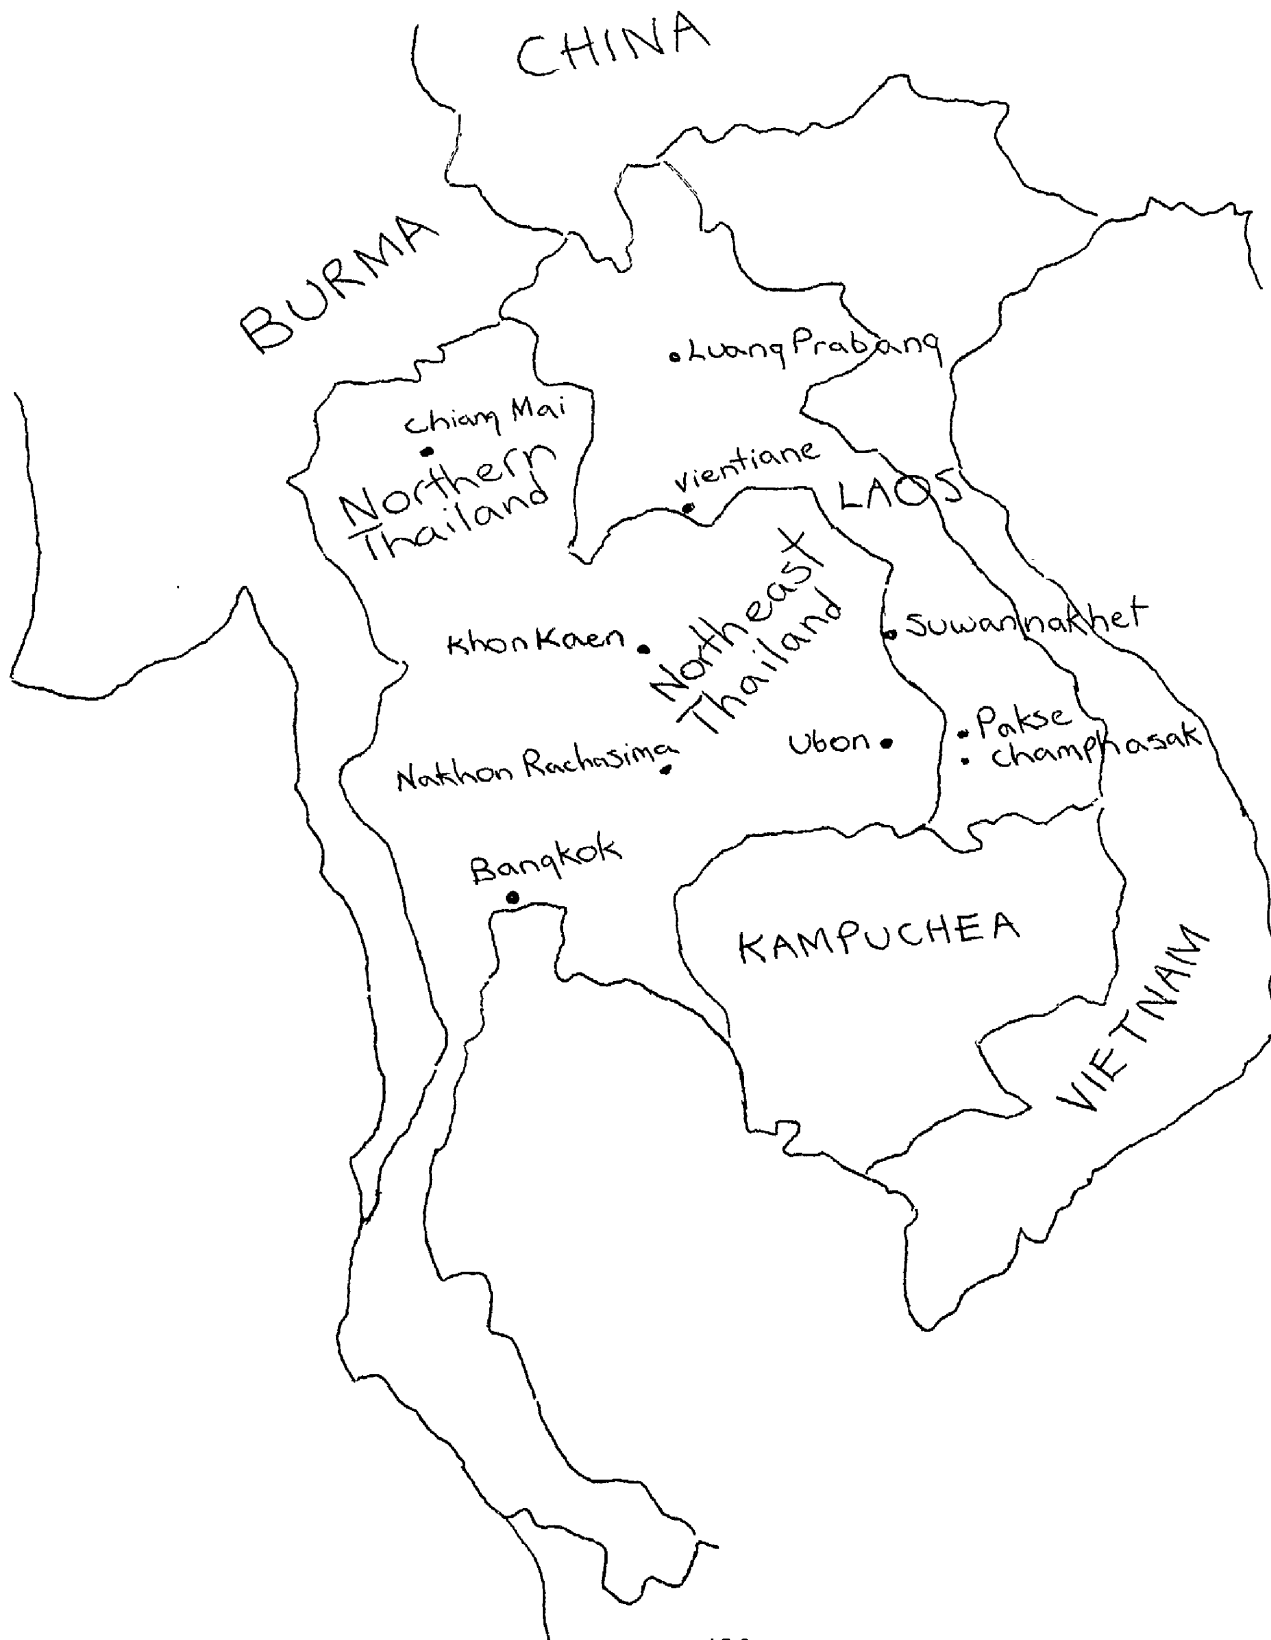 CHINA
BURMA
Luang Prabang
Chiang Mai
Northern
Thailand
Vientiane
LAOS
Northeast
Thailand
Suwannakhet
Khon Kaen
Pakse
Champhasak
Ubon
Nakhon Rachasima
Bangkok
KAMPUCHEA
VIETNAM